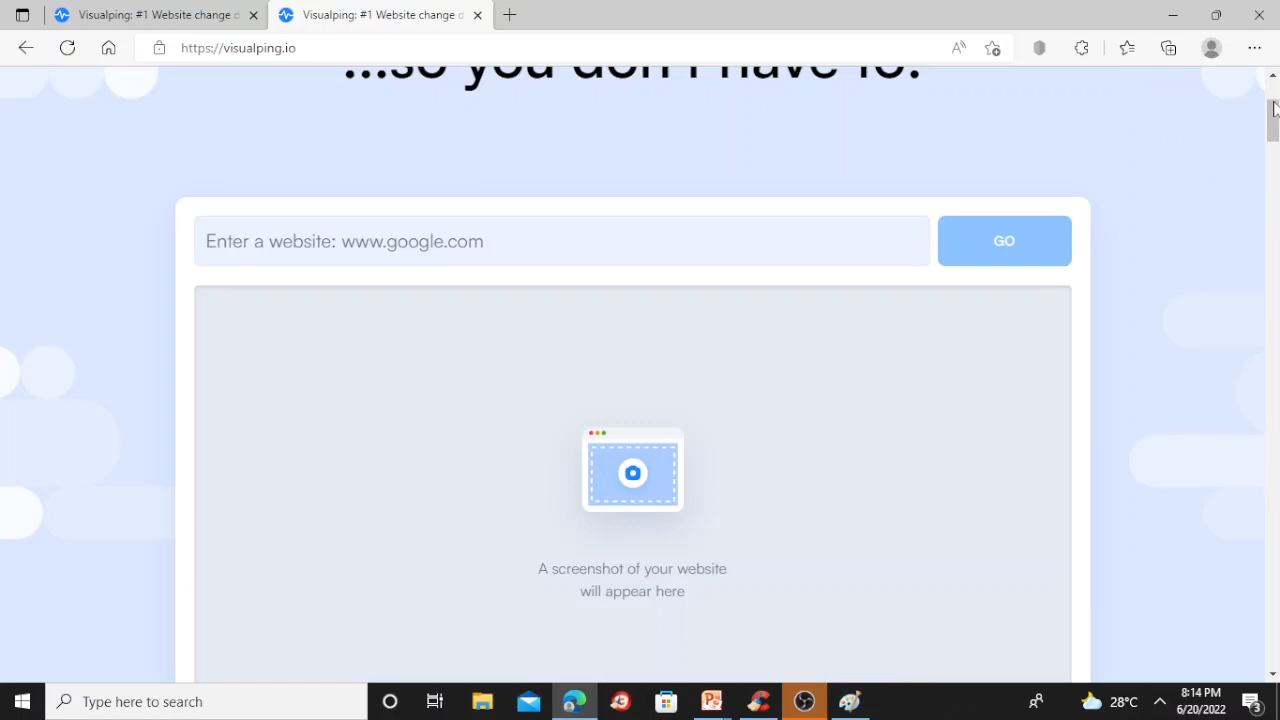 Visualping: #1 Website change d
Visualping: #1 Website change d
https://visualping.io
...so you don't have to.
Enter a website: www.google.com
GO
A screenshot of your website
will appear here
Type here to search
28°C
8:14 PM
6/20/2022
3